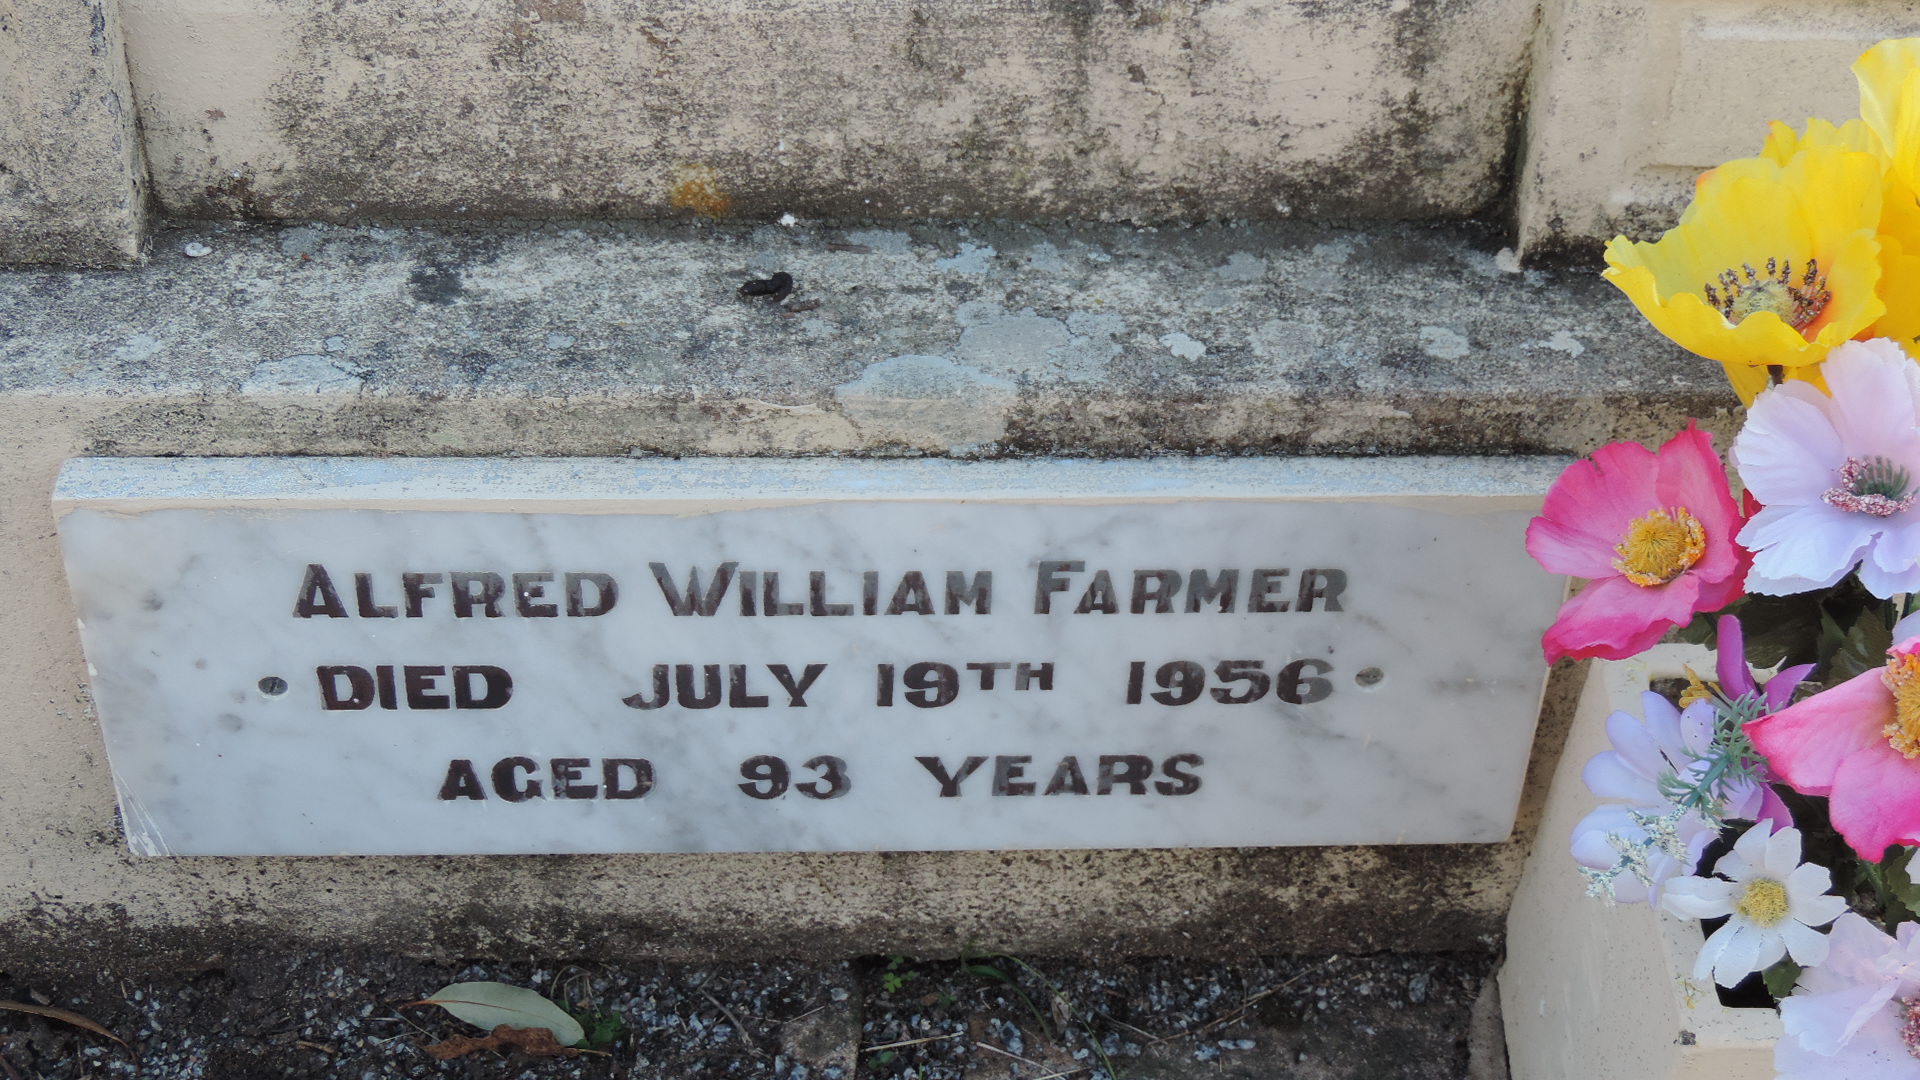 ALFRED WILLIAM FARMER
DIED JULY 19TH 1956
AGED 93 YEARS